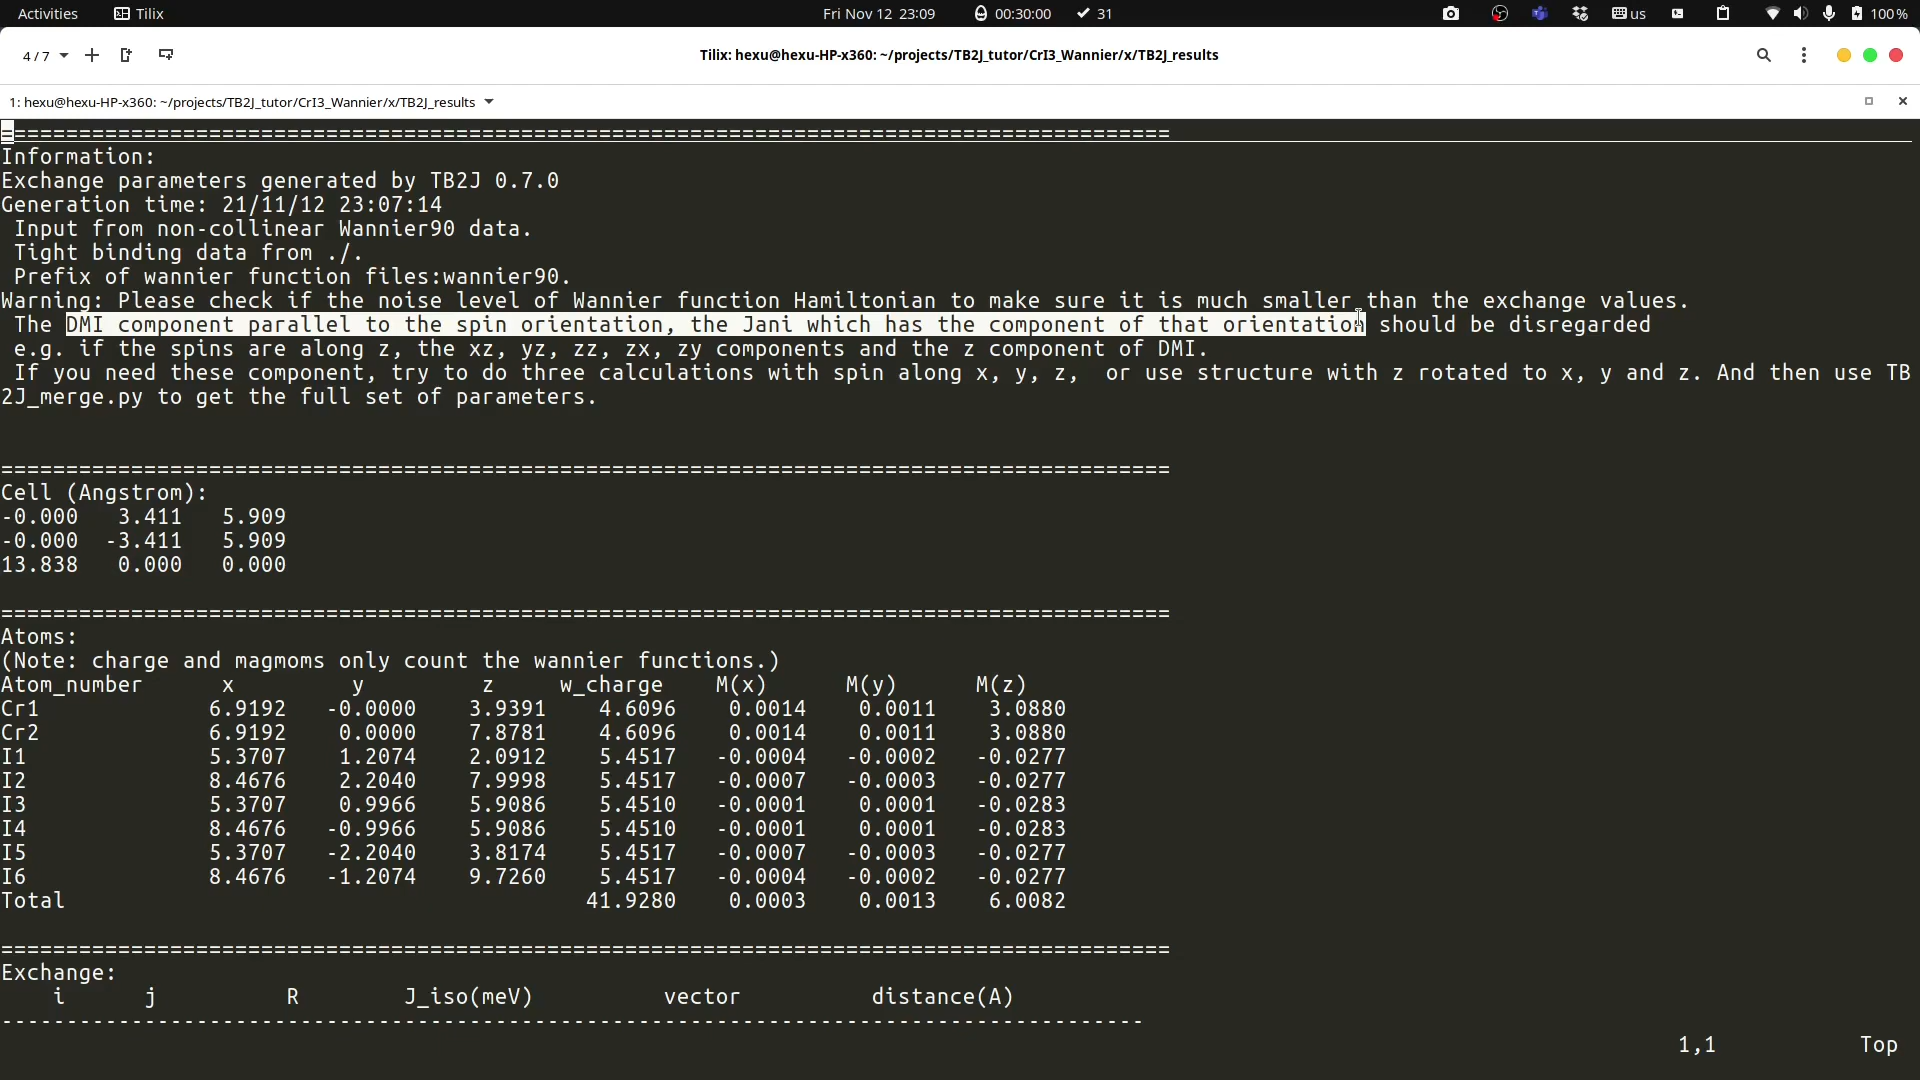 Activities Tilix Fri Nov 12 23:09 00:30:00 31 us 100%
4/7 Tilix: hexu@hexu-HP-x360: ~/projects/TB2J_tutor/CrI3_Wannier/x/TB2J_results
1: hexu@hexu-HP-x360: ~/projects/TB2J_tutor/CrI3_Wannier/x/TB2J_results
==========================================================================================
Information:
Exchange parameters generated by TB2J 0.7.0
Generation time: 21/11/12 23:07:14
 Input from non-collinear Wannier90 data.
 Tight binding data from ./.
 Prefix of wannier function files:wannier90.
Warning: Please check if the noise level of Wannier function Hamiltonian to make sure it is much smaller than the exchange values.
 The DMI component parallel to the spin orientation, the Jani which has the component of that orientation should be disregarded
 e.g. if the spins are along z, the xz, yz, zz, zx, zy components and the z component of DMI.
 If you need these component, try to do three calculations with spin along x, y, z,  or use structure with z rotated to x, y and z. And then use TB
2J_merge.py to get the full set of parameters.
==========================================================================================
Cell (Angstrom):
-0.000   3.411   5.909
-0.000  -3.411   5.909
13.838   0.000   0.000
==========================================================================================
Atoms:
(Note: charge and magmoms only count the wannier functions.)
Atom_number      x         y         z     w_charge    M(x)      M(y)      M(z)
Cr1             6.9192   -0.0000    3.9391    4.6096    0.0014    0.0011    3.0880
Cr2             6.9192    0.0000    7.8781    4.6096    0.0014    0.0011    3.0880
I1              5.3707    1.2074    2.0912    5.4517   -0.0004   -0.0002   -0.0277
I2              8.4676    2.2040    7.9998    5.4517   -0.0007   -0.0003   -0.0277
I3              5.3707    0.9966    5.9086    5.4510   -0.0001    0.0001   -0.0283
I4              8.4676   -0.9966    5.9086    5.4510   -0.0001    0.0001   -0.0283
I5              5.3707   -2.2040    3.8174    5.4517   -0.0007   -0.0003   -0.0277
I6              8.4676   -1.2074    9.7260    5.4517   -0.0004   -0.0002   -0.0277
Total                                        41.9280    0.0003    0.0013    6.0082
==========================================================================================
Exchange:
    i      j          R        J_iso(meV)          vector          distance(A)
----------------------------------------------------------------------------------------
1,1           Top